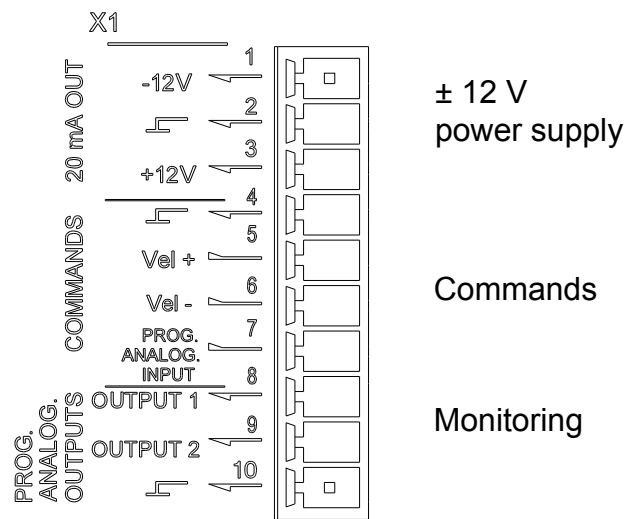 X1
20 mA OUT
1
-12V
2
3
+12V
± 12 V
power supply
COMMANDS
4
5
Vel +
6
Vel -
7
PROG.
ANALOG.
INPUT
Commands
PROG.
ANALOG.
OUTPUTS
8
OUTPUT 1
9
OUTPUT 2
10
Monitoring